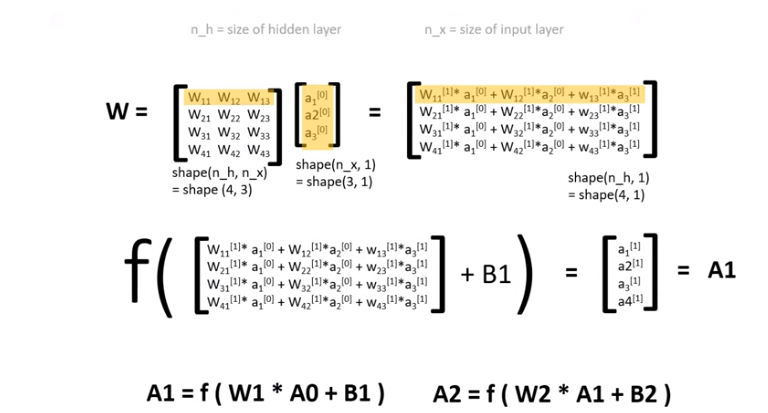 n_h = size of hidden layer n_x = size of input layer
W₁₁ W₁₂ W₁₃ a₁[0] W₁₁[1]* a₁[0] + W₁₂[1]*a₂[0] + w₁₃[1]*a₃[1]
W = W₂₁ W₂₂ W₂₃ a2[0] = W₂₁[1]* a₁[0] + W₂₂[1]*a₂[0] + w₂₃[1]*a₃[1]
W₃₁ W₃₂ W₃₃ a₃[0] W₃₁[1]* a₁[0] + W₃₂[1]*a₂[0] + w₃₃[1]*a₃[1]
W₄₁ W₄₂ W₄₃ W₄₁[1]* a₁[0] + W₄₂[1]*a₂[0] + w₄₃[1]*a₃[1]
shape(n_h, n_x)
= shape (4, 3)
shape(n_x, 1)
= shape(3, 1)
shape(n_h, 1)
= shape(4, 1)
W₁₁[1]* a₁[0] + W₁₂[1]*a₂[0] + w₁₃[1]*a₃[1] a₁[1]
f( W₂₁[1]* a₁[0] + W₂₂[1]*a₂[0] + w₂₃[1]*a₃[1] + B1 ) = a2[1] = A1
W₃₁[1]* a₁[0] + W₃₂[1]*a₂[0] + w₃₃[1]*a₃[1] a₃[1]
W₄₁[1]* a₁[0] + W₄₂[1]*a₂[0] + w₄₃[1]*a₃[1] a4[1]
A1 = f ( W1 * A0 + B1 ) A2 = f ( W2 * A1 + B2 )